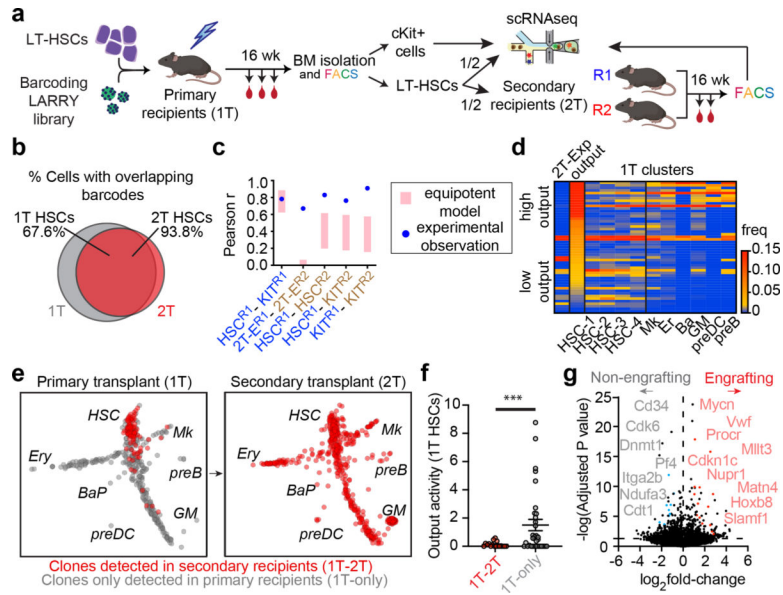 a
LT-HSCs
Barcoding
LARRY
library
Primary
recipients (1T)
16 wk
BM isolation
and FACS
cKit+
cells
LT-HSCs
1/2
1/2
scRNAseq
Secondary
recipients (2T)
R1
R2
16 wk
FACS
b
% Cells with overlapping
barcodes
1T HSCs
67.6%
2T HSCs
93.8%
1T
2T
c
Pearson r
1.0
0.8
0.6
0.4
0.2
0.0
HSCR1_KITR1
2T-ER1_2T-ER2
HSCR1_HSCR2
HSCR1_KITR2
KITR1_KITR2
equipotent
model
experimental
observation
d
2T-Exp
output
1T clusters
high
output
low
output
freq
0.15
0.10
0.05
0
HSC-1
HSC-2
HSC-3
HSC-4
Mk
Er
Ba
GM
preDC
preB
e
Primary transplant (1T)
HSC
Mk
Ery
preB
BaP
GM
preDC
Secondary transplant (2T)
HSC
Mk
Ery
preB
BaP
GM
preDC
Clones detected in secondary recipients (1T-2T)
Clones only detected in primary recipients (1T-only)
f
Output activity (1T HSCs)
10
8
6
4
2
0
***
1T-2T
1T-only
g
Non-engrafting
Engrafting
-log(Adjusted P value)
30
25
20
15
10
5
0
Cd34
Cdk6
Dnmt1
Pf4
Itga2b
Ndufa3
Cdt1
Mycn
Vwf
Procr
Mllt3
Cdkn1c
Nupr1
Matn4
Hoxb8
Slamf1
-4
0
4
8
log2fold-change